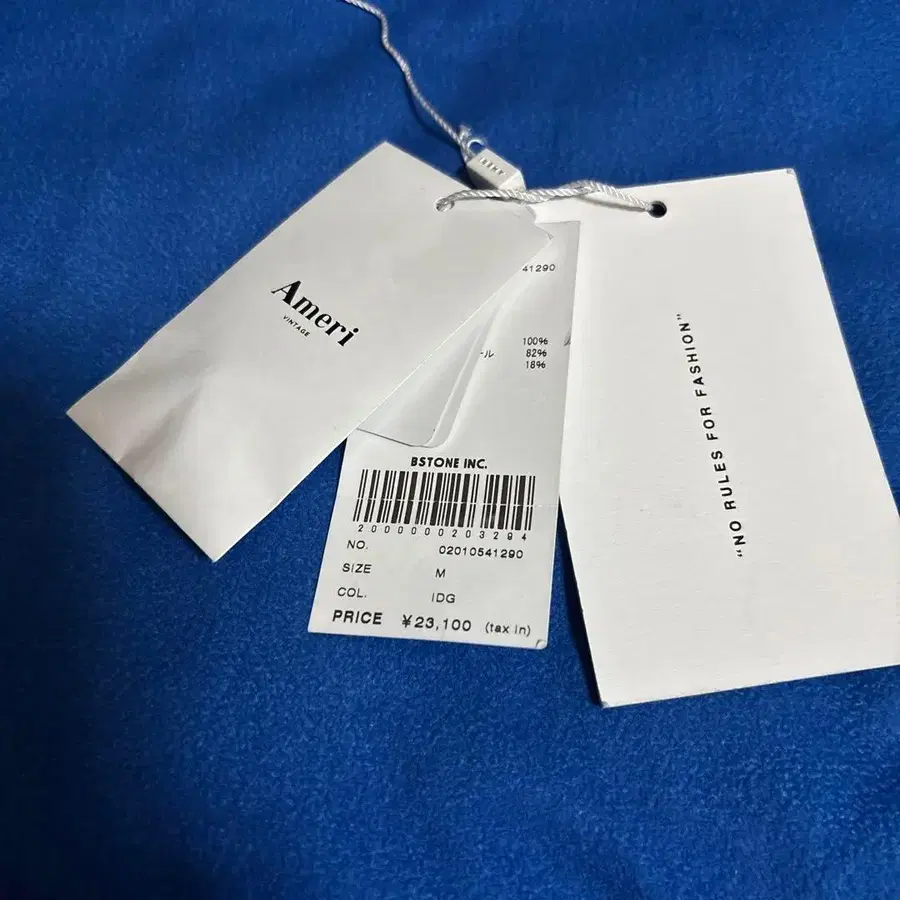 Ameri
VINTAGE
41290
100%
ール 82%
18%
BSTONE INC.
2000000203294
NO. 02010541290
SIZE M
COL. IDG
PRICE ¥23,100 (tax in)
"NO RULES FOR FASHION"